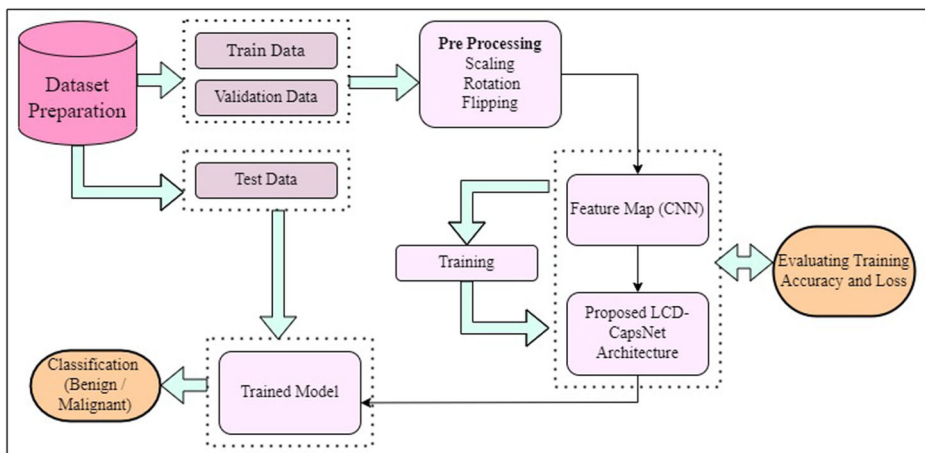 Dataset
Preparation
Train Data
Validation Data
Pre Processing
Scaling
Rotation
Flipping
Test Data
Feature Map (CNN)
Training
Evaluating Training
Accuracy and Loss
Proposed LCD-
CapsNet
Architecture
Classification
(Benign /
Malignant)
Trained Model